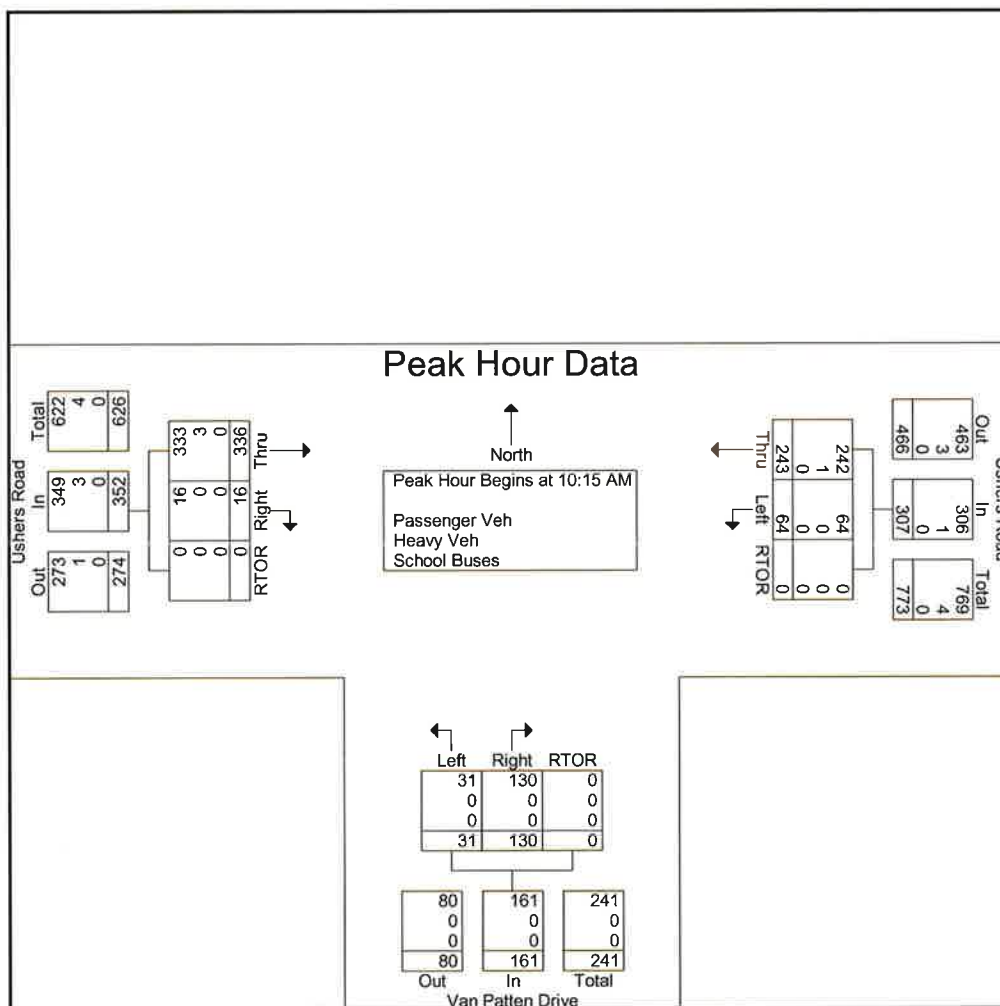 Peak Hour Data
North
Peak Hour Begins at 10:15 AM
Passenger Veh
Heavy Veh
School Buses
Ushers Road
Total
622
4
0
626
In
349
3
0
352
Out
273
1
0
274
Thru
333
3
0
336
Right
16
0
0
16
RTOR
0
0
0
0
Thru
242
1
0
243
Left
64
0
0
64
RTOR
0
0
0
0
Out
463
3
0
466
In
306
1
0
307
Total
769
4
0
773
Road
Left Right RTOR
31 130 0
0 0 0
0 0 0
31 130 0
80 161 241
0 0 0
0 0 0
80 161 241
Out In Total
Van Patten Drive